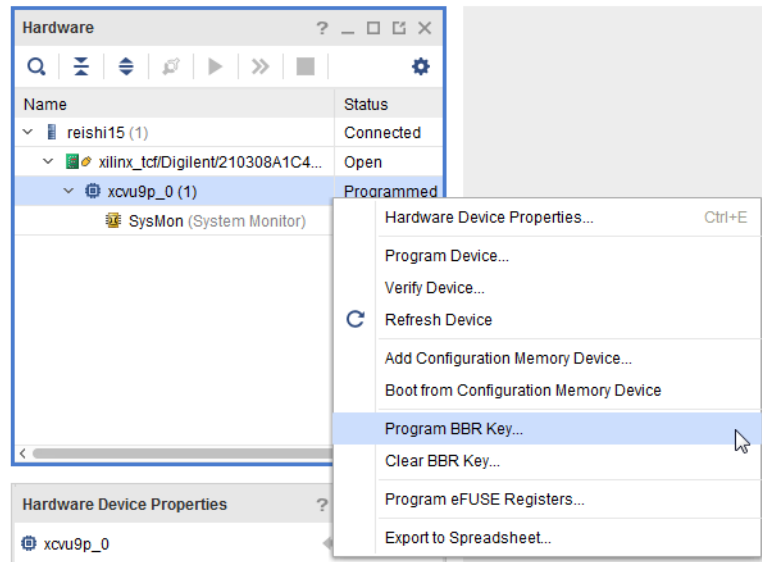 Hardware
Name Status
reishi15 (1) Connected
xilinx_tcf/Digilent/210308A1C4... Open
xcvu9p_0 (1) Programmed
SysMon (System Monitor)
Hardware Device Properties... Ctrl+E
Program Device...
Verify Device...
Refresh Device
Add Configuration Memory Device...
Boot from Configuration Memory Device
Program BBR Key...
Clear BBR Key...
Program eFUSE Registers...
Export to Spreadsheet...
Hardware Device Properties ?
xcvu9p_0